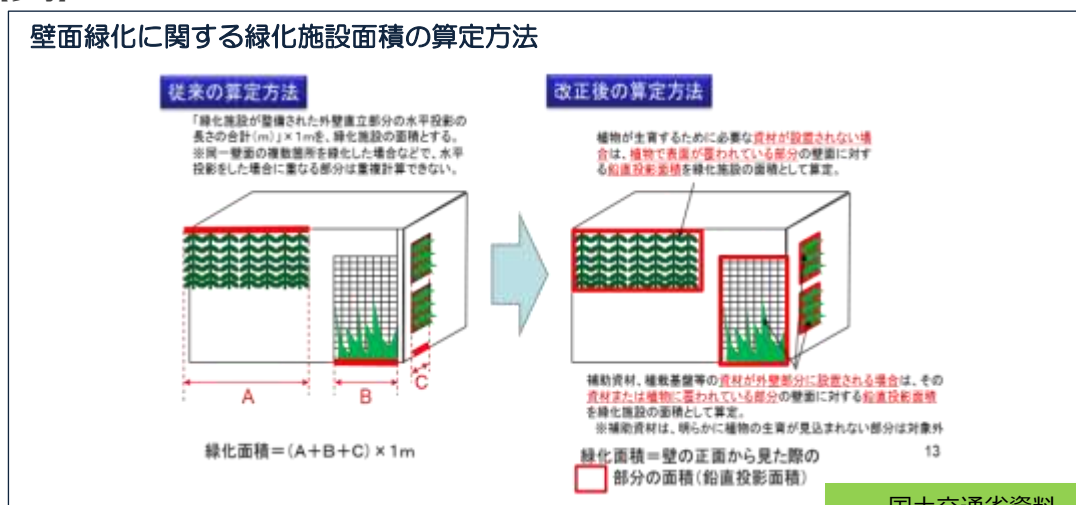 壁面緑化に関する緑化施設面積の算定方法
従来の算定方法
「緑化施設が整備された外壁直立部分の水平投影の
長さの合計(m)」×1mを、緑化施設の面積とする。
※同一壁面の複数箇所を緑化した場合などで、水平
投影をした場合に重なる部分は重複計算できない。
A
B
C
緑化面積=(A+B+C)×1m
改正後の算定方法
植物が生育するために必要な資材が設置されない場
合は、植物で表面が覆われている部分の壁面に対す
る鉛直投影面積を緑化施設の面積として算定。
補助資材、植栽基盤等の資材が外壁部分に設置される場合は、その
資材または植物に覆われている部分の壁面に対する鉛直投影面積
を緑化施設の面積として算定。
※補助資材は、明らかに植物の生育が見込まれない部分は対象外
緑化面積=壁の正面から見た際の
部分の面積(鉛直投影面積)
13
国土交通省資料